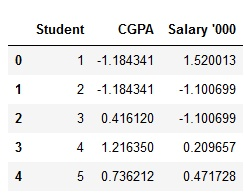 Student CGPA Salary '000
0 1 -1.184341 1.520013
1 2 -1.184341 -1.100699
2 3 0.416120 -1.100699
3 4 1.216350 0.209657
4 5 0.736212 0.471728